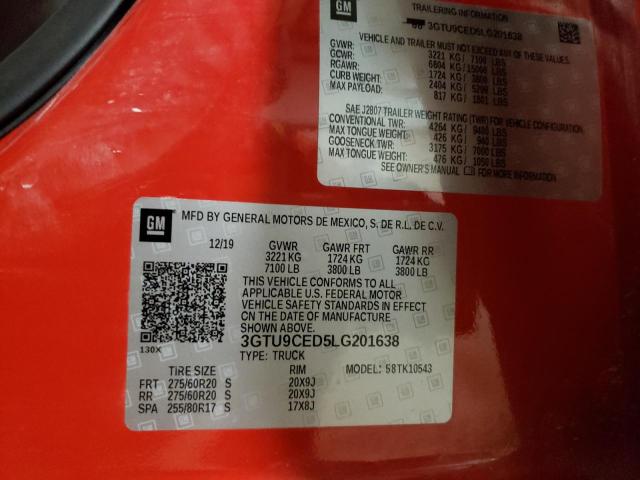 GM
TRAILERING INFORMATION
3GTU9CED5LG201638
VEHICLE AND TRAILER MUST NOT EXCEED ANY OF THESE VALUES.
GVWR: 3221 KG / 7100 LBS
GCWR: 6804 KG / 15000 LBS
RGAWR: 1724 KG / 3800 LBS
CURB WEIGHT: 2404 KG / 5299 LBS
MAX PAYLOAD: 817 KG / 1801 LBS
SAE J2807 TRAILER WEIGHT RATING (TWR) FOR VEHICLE CONFIGURATION
CONVENTIONAL TWR: 4264 KG / 9400 LBS
MAX TONGUE WEIGHT: 426 KG / 940 LBS
GOOSENECK TWR: 3175 KG / 7000 LBS
MAX TONGUE WEIGHT: 476 KG / 1050 LBS
SEE OWNER'S MANUAL FOR MORE INFORMATION
GM
MFD BY GENERAL MOTORS DE MEXICO, S. DE R.L. DE C.V.
12/19 GVWR GAWR FRT GAWR RR
3221 KG 1724 KG 1724 KG
7100 LB 3800 LB 3800 LB
THIS VEHICLE CONFORMS TO ALL
APPLICABLE U.S. FEDERAL MOTOR
VEHICLE SAFETY STANDARDS IN EFFECT
ON THE DATE OF MANUFACTURE
SHOWN ABOVE.
130X 3GTU9CED5LG201638
TYPE: TRUCK
TIRE SIZE RIM MODEL: 58TK10543
FRT 275/60R20 S 20X9J
RR 275/60R20 S 20X9J
SPA 255/80R17 S 17X8J